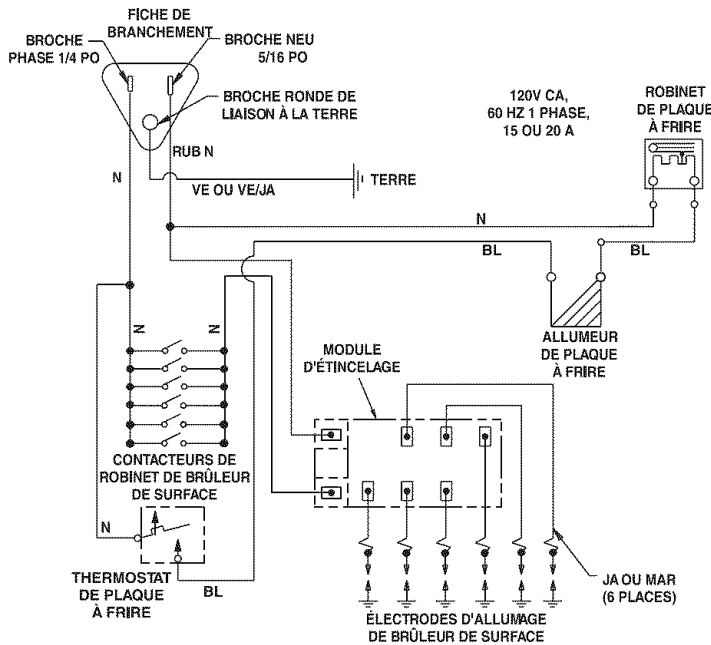 FICHE DE
BRANCHEMENT
BROCHE
PHASE 1/4 PO
BROCHE NEU
5/16 PO
BROCHE RONDE DE
LIAISON À LA TERRE
120V CA,
60 HZ 1 PHASE,
15 OU 20 A
ROBINET
DE PLAQUE
À FRIRE
RUB N
N
VE OU VE/JA
TERRE
N
BL
BL
N
N
ALLUMEUR
DE PLAQUE
À FRIRE
MODULE
D'ÉTINCELAGE
CONTACTEURS DE
ROBINET DE BRÛLEUR
DE SURFACE
N
THERMOSTAT
DE PLAQUE
À FRIRE
BL
JA OU MAR
(6 PLACES)
ÉLECTRODES D'ALLUMAGE
DE BRÛLEUR DE SURFACE